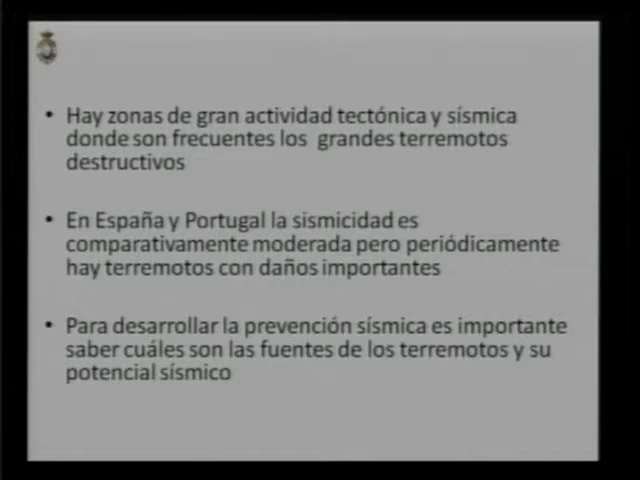 • Hay zonas de gran actividad tectónica y sísmica
donde son frecuentes los grandes terremotos
destructivos
• En España y Portugal la sismicidad es
comparativamente moderada pero periódicamente
hay terremotos con daños importantes
• Para desarrollar la prevención sísmica es importante
saber cuáles son las fuentes de los terremotos y su
potencial sísmico